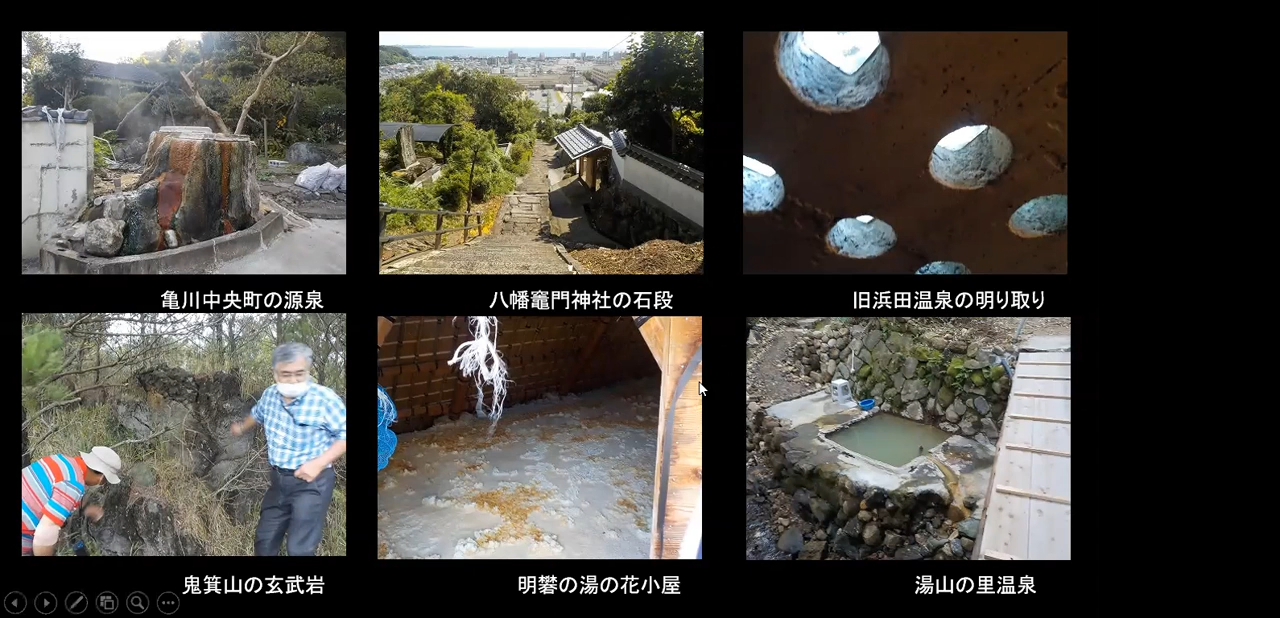 亀川中央町の源泉
八幡竈門神社の石段
旧浜田温泉の明り取り
鬼箕山の玄武岩
明礬の湯の花小屋
湯山の里温泉